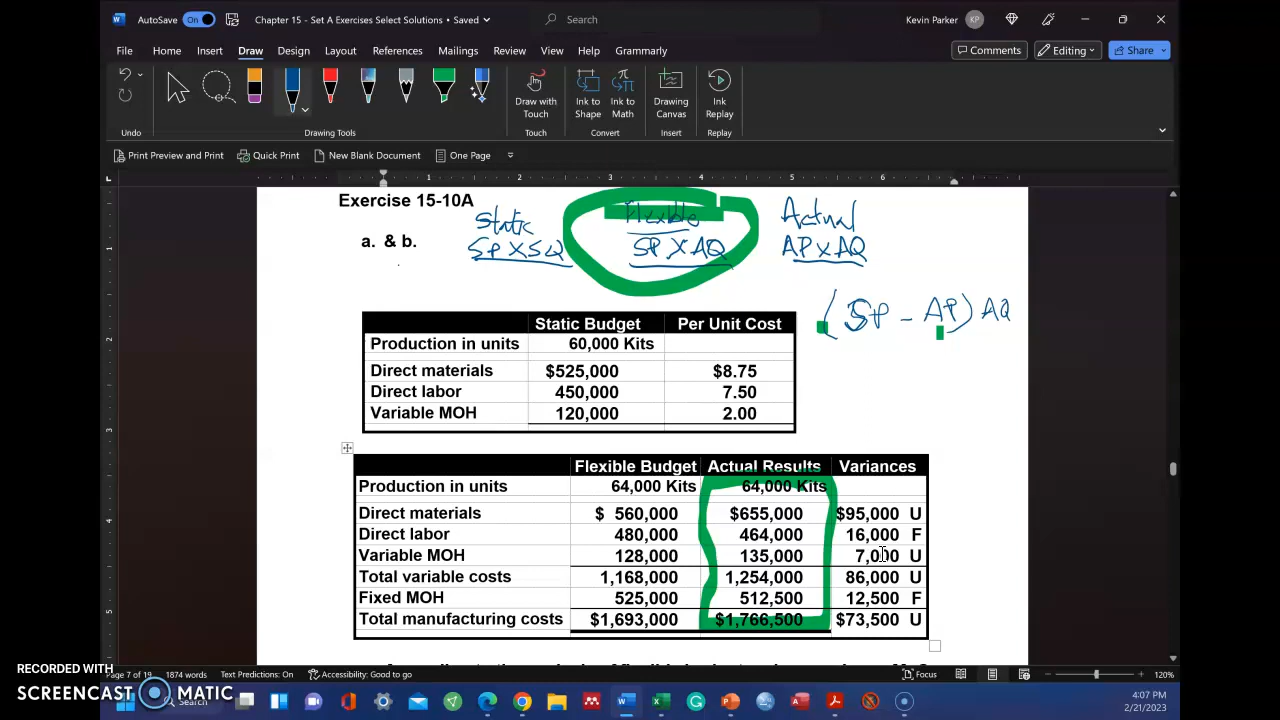 AutoSave On Chapter 15 - Set A Exercises Select Solutions • Saved Search Kevin Parker KP
File Home Insert Draw Design Layout References Mailings Review View Help Grammarly Comments Editing Share
Undo Drawing Tools Draw with Touch Touch Ink to Shape Ink to Math Convert Drawing Canvas Insert Ink Replay Replay
Print Preview and Print Quick Print New Blank Document One Page
Exercise 15-10A
Static Flexible Actual
a. & b. SP X SQ SP X AQ AP X AQ
(SP - AP) AQ
Static Budget Per Unit Cost
Production in units 60,000 Kits
Direct materials $525,000 $8.75
Direct labor 450,000 7.50
Variable MOH 120,000 2.00
Flexible Budget Actual Results Variances
Production in units 64,000 Kits 64,000 Kits
Direct materials $ 560,000 $655,000 $95,000 U
Direct labor 480,000 464,000 16,000 F
Variable MOH 128,000 135,000 7,000 U
Total variable costs 1,168,000 1,254,000 86,000 U
Fixed MOH 525,000 512,500 12,500 F
Total manufacturing costs $1,693,000 $1,766,500 $73,500 U
Page 7 of 19 1874 words Text Predictions: On Accessibility: Good to go Focus 120%
RECORDED WITH
SCREENCAST MATIC
Search
4:07 PM
2/21/2023